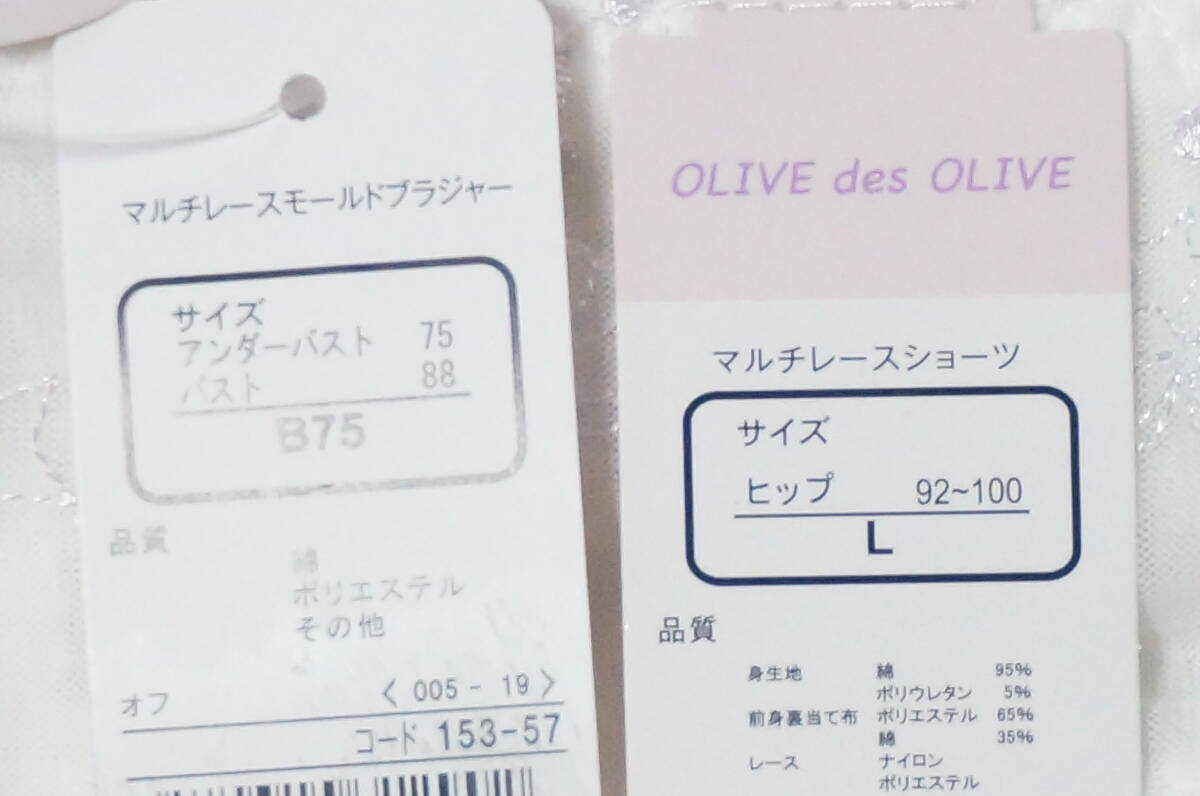 マルチレースモールドブラジャー
サイズ
アンダーバスト 75
バスト 88
B75
品質
綿
ポリエステル
その他
オフ 〈 005 - 19 〉
コード 153-57
OLIVE des OLIVE
マルチレースショーツ
サイズ
ヒップ 92~100
L
品質
身生地 綿 95%
ポリウレタン 5%
前身裏当て布 ポリエステル 65%
綿 35%
レース ナイロン
ポリエステル